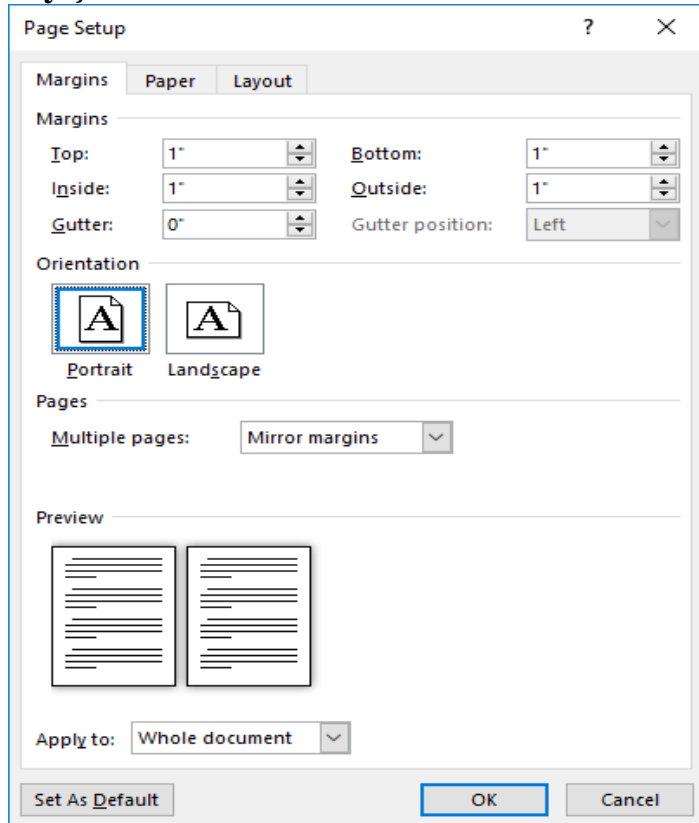 Page Setup ?
Margins Paper Layout
Margins
Top: 1" Bottom: 1"
Inside: 1" Outside: 1"
Gutter: 0" Gutter position: Left
Orientation
A A
Portrait Landscape
Pages
Multiple pages: Mirror margins
Preview
Apply to: Whole document
Set As Default OK Cancel